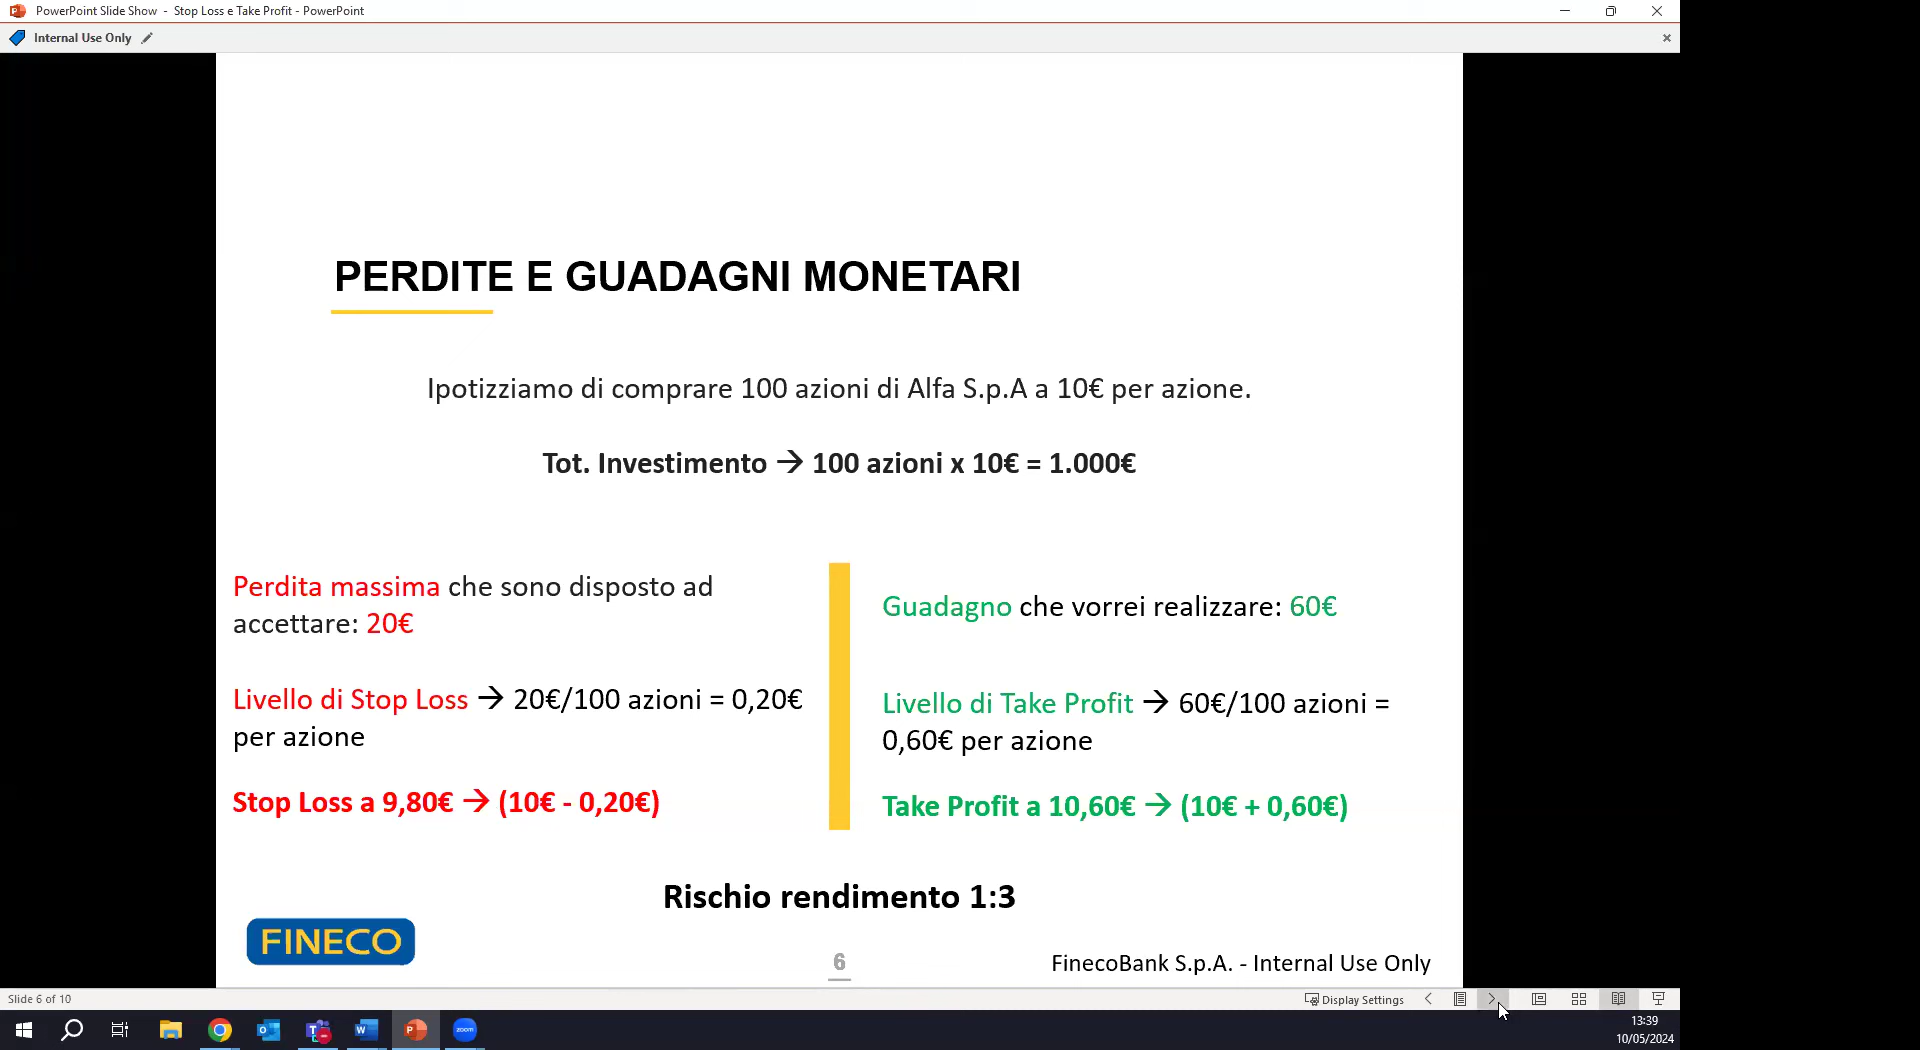 PowerPoint Slide Show - Stop Loss e Take Profit - PowerPoint
Internal Use Only
PERDITE E GUADAGNI MONETARI
Ipotizziamo di comprare 100 azioni di Alfa S.p.A a 10€ per azione.
Tot. Investimento → 100 azioni x 10€ = 1.000€
Perdita massima che sono disposto ad
accettare: 20€
Livello di Stop Loss → 20€/100 azioni = 0,20€
per azione
Stop Loss a 9,80€ → (10€ - 0,20€)
Guadagno che vorrei realizzare: 60€
Livello di Take Profit → 60€/100 azioni =
0,60€ per azione
Take Profit a 10,60€ → (10€ + 0,60€)
Rischio rendimento 1:3
FINECO
6
FinecoBank S.p.A. - Internal Use Only
Slide 6 of 10
Display Settings
zoom
13:39
10/05/2024